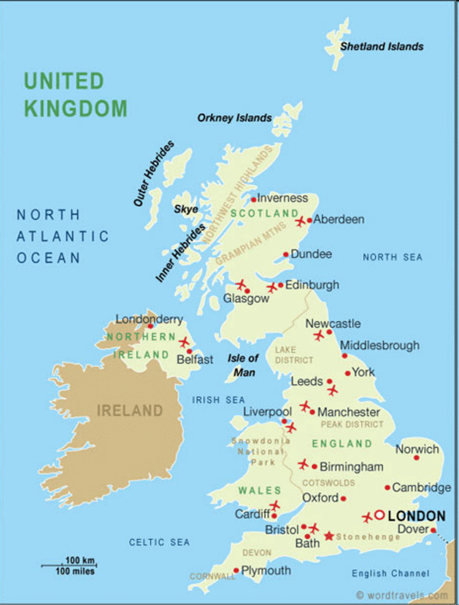 Shetland Islands
UNITED
KINGDOM
Orkney Islands
Outer Hebrides
NORTHWEST HIGHLANDS
Skye
Inverness
SCOTLAND
Aberdeen
NORTH
ATLANTIC
OCEAN
Inner Hebrides
GRAMPIAN MTNS
Dundee
NORTH SEA
Edinburgh
Glasgow
Londonderry
Newcastle
NORTHERN
IRELAND
Belfast
Isle of
Man
LAKE
DISTRICT
Middlesbrough
York
Leeds
IRISH SEA
IRELAND
Liverpool
Manchester
PEAK DISTRICT
Snowdonia
National
Park
ENGLAND
Norwich
Birmingham
WALES
COTSWOLDS
Cambridge
Oxford
Cardiff
LONDON
Bristol
Bath
Stonehenge
Dover
CELTIC SEA
DEVON
100 km
100 miles
CORNWALL
Plymouth
English Channel
© wordtravels.com